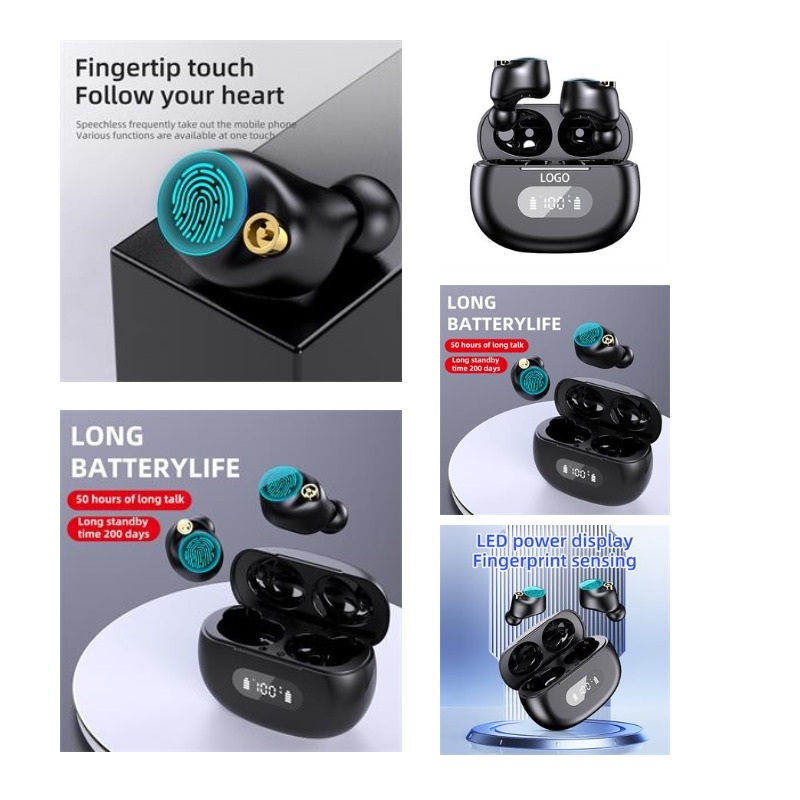 Fingertip touch
Follow your heart
Speechless frequently take out the mobile phone
Various functions are available at one touch
LOGO
100
LONG
BATTERYLIFE
50 hours of long talk
Long standby
time 200 days
100
LONG
BATTERYLIFE
50 hours of long talk
Long standby
time 200 days
100
LED power display
Fingerprint sensing
100